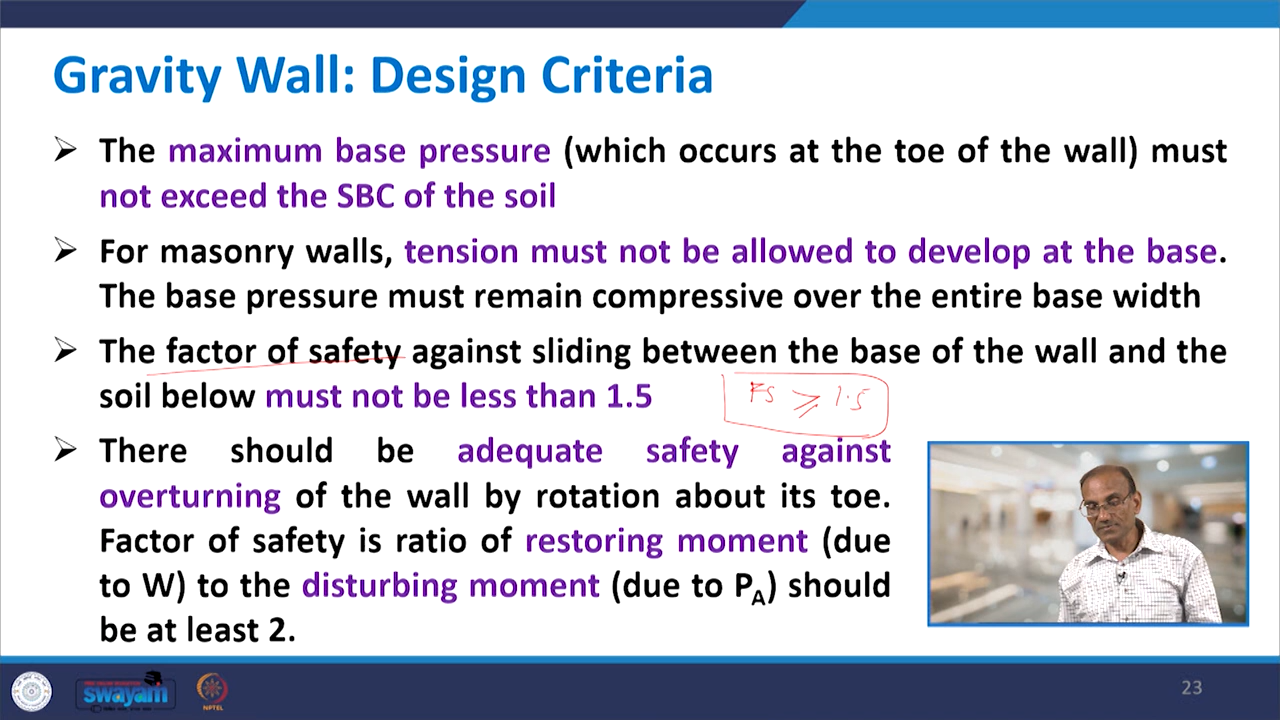 Gravity Wall: Design Criteria
➢ The maximum base pressure (which occurs at the toe of the wall) must
not exceed the SBC of the soil
➢ For masonry walls, tension must not be allowed to develop at the base.
The base pressure must remain compressive over the entire base width
➢ The factor of safety against sliding between the base of the wall and the
soil below must not be less than 1.5
FS ⩾ 1.5
➢ There should be adequate safety against
overturning of the wall by rotation about its toe.
Factor of safety is ratio of restoring moment (due
to W) to the disturbing moment (due to P_A) should
be at least 2.
swayam
NPTEL
23